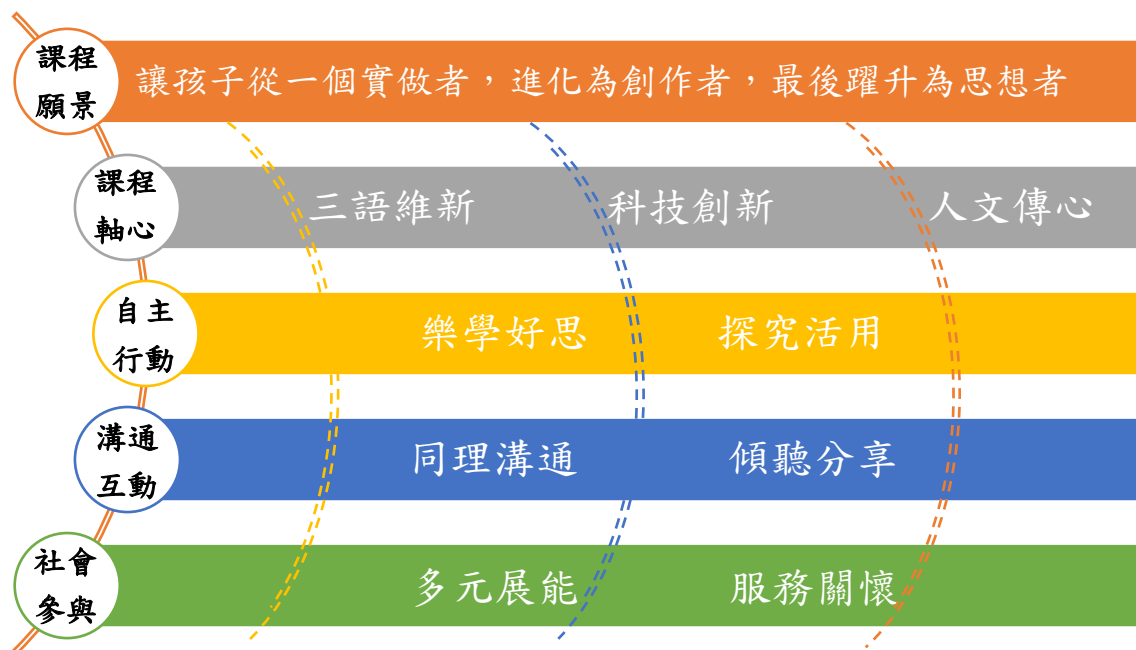 課程
願景
讓孩子從一個實做者，進化為創作者，最後躍升為思想者
課程
軸心
三語維新 科技創新 人文傳心
自主
行動
樂學好思 探究活用
溝通
互動
同理溝通 傾聽分享
社會
參與
多元展能 服務關懷